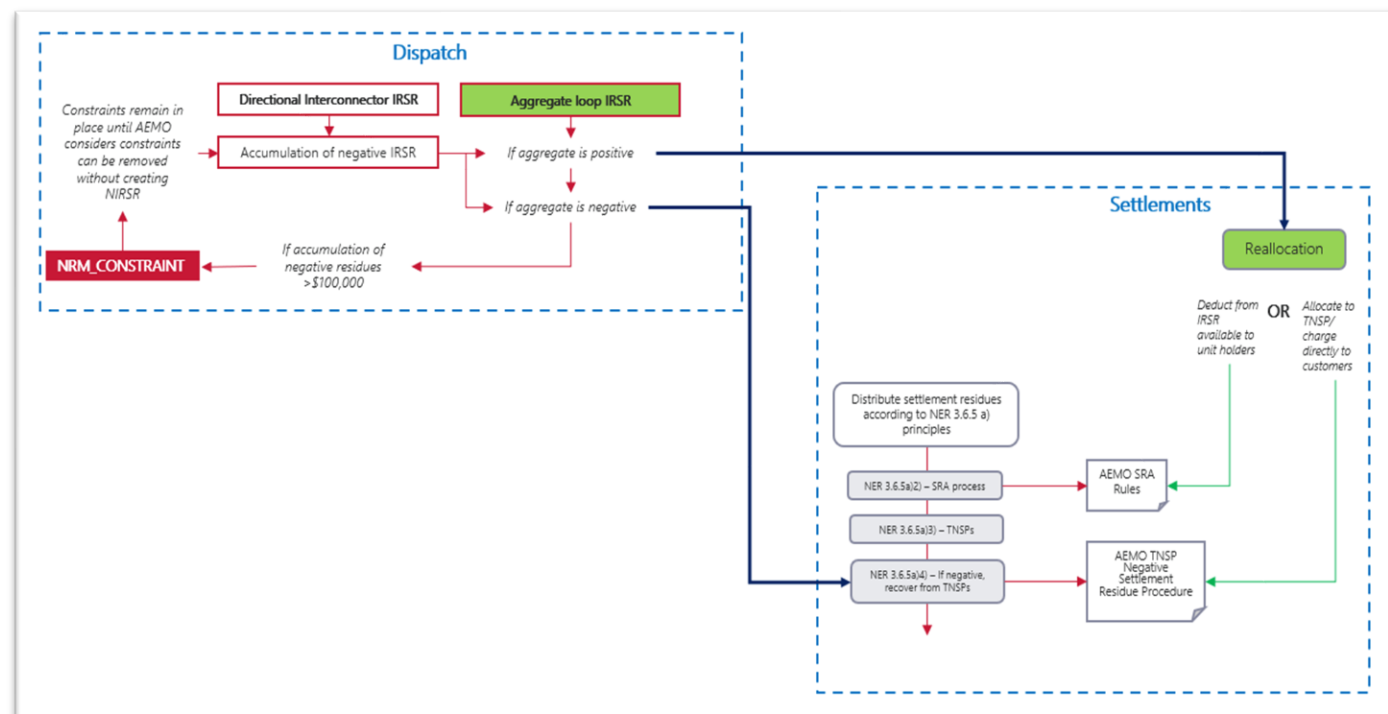 Dispatch
Directional Interconnector IRSR
Aggregate loop IRSR
Constraints remain in
place until AEMO
considers constraints
can be removed
without creating
NIRSR
Accumulation of negative IRSR
If aggregate is positive
If aggregate is negative
NRM_CONSTRAINT
If accumulation of
negative residues
>$100,000
Settlements
Reallocation
Deduct from
IRSR
available to
unit holders
OR
Allocate to
TNSP/
charge
directly to
customers
Distribute settlement residues
according to NER 3.6.5 a)
principles
NER 3.6.5a)2) – SRA process
AEMO SRA
Rules
NER 3.6.5a)3) – TNSPs
NER 3.6.5a)4) – If negative,
recover from TNSPs
AEMO TNSP
Negative
Settlement
Residue Procedure